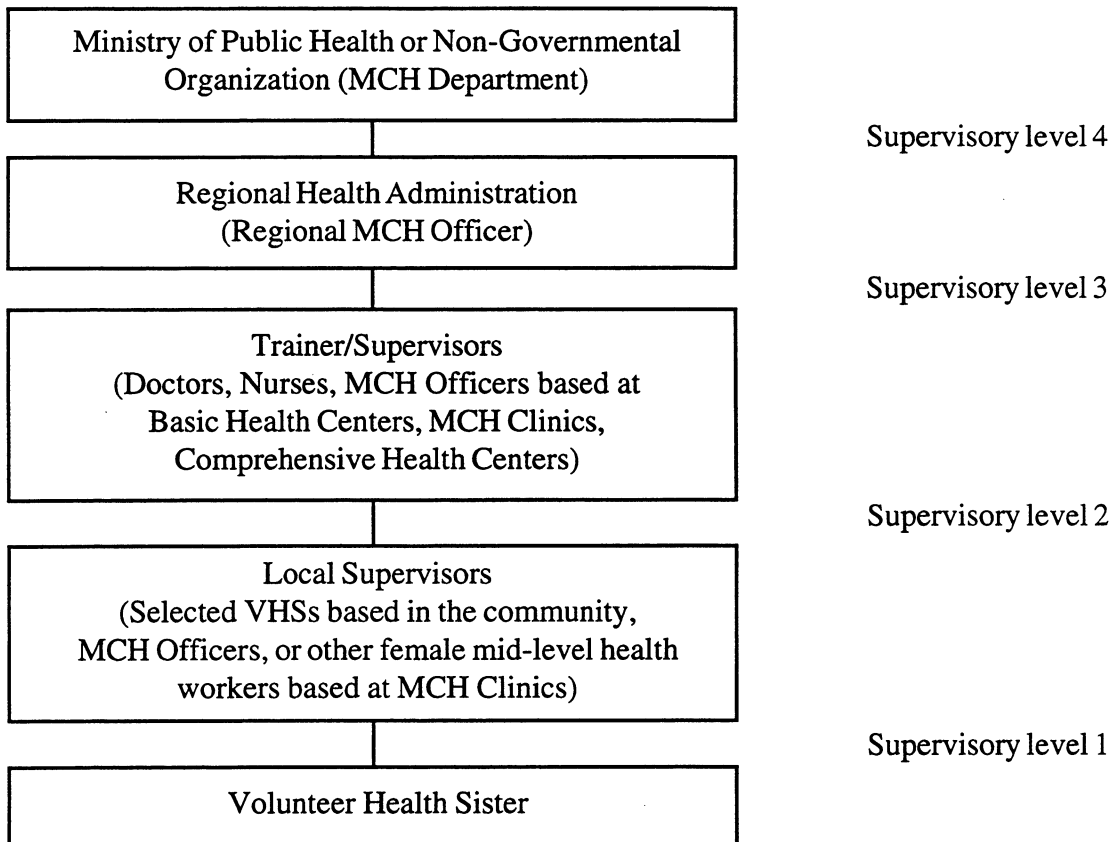 Ministry of Public Health or Non-Governmental
Organization (MCH Department)
Supervisory level 4
Regional Health Administration
(Regional MCH Officer)
Supervisory level 3
Trainer/Supervisors
(Doctors, Nurses, MCH Officers based at
Basic Health Centers, MCH Clinics,
Comprehensive Health Centers)
Supervisory level 2
Local Supervisors
(Selected VHSs based in the community,
MCH Officers, or other female mid-level health
workers based at MCH Clinics)
Supervisory level 1
Volunteer Health Sister